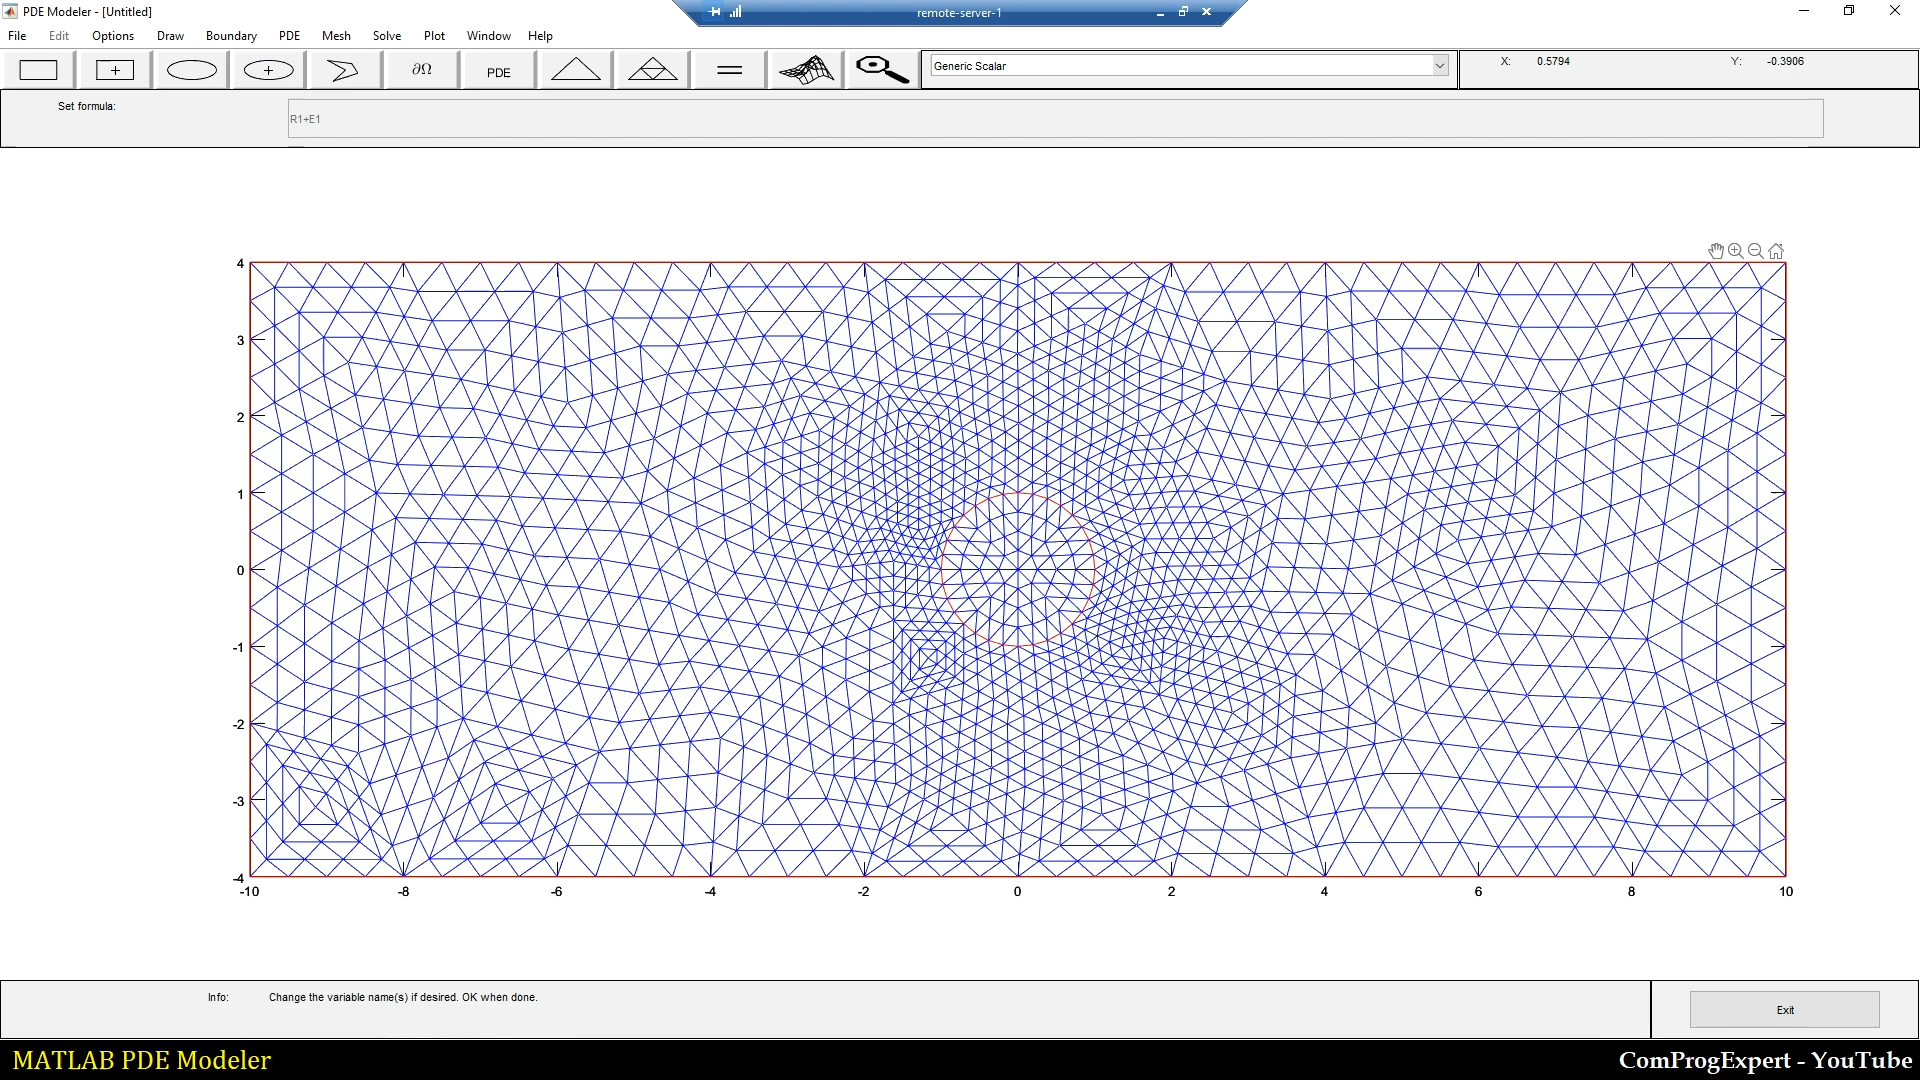 PDE Modeler - [Untitled]
remote-server-1
File Edit Options Draw Boundary PDE Mesh Solve Plot Window Help
∂Ω PDE Generic Scalar X: 0.5794 Y: -0.3906
Set formula: R1+E1
4
3
2
1
0
-1
-2
-3
-4
-10 -8 -6 -4 -2 0 2 4 6 8 10
Info: Change the variable name(s) if desired. OK when done.
Exit
MATLAB PDE Modeler
ComProgExpert - YouTube